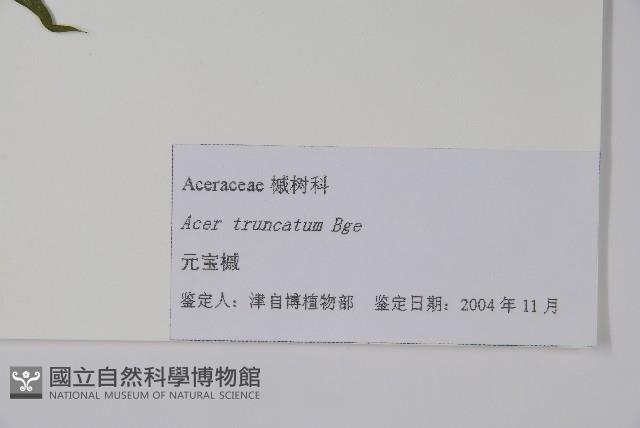 Aceraceae 槭树科
Acer truncatum Bge
元宝槭
鉴定人：津自博植物部 鉴定日期：2004 年 11 月
國立自然科學博物館
NATIONAL MUSEUM OF NATURAL SCIENCE